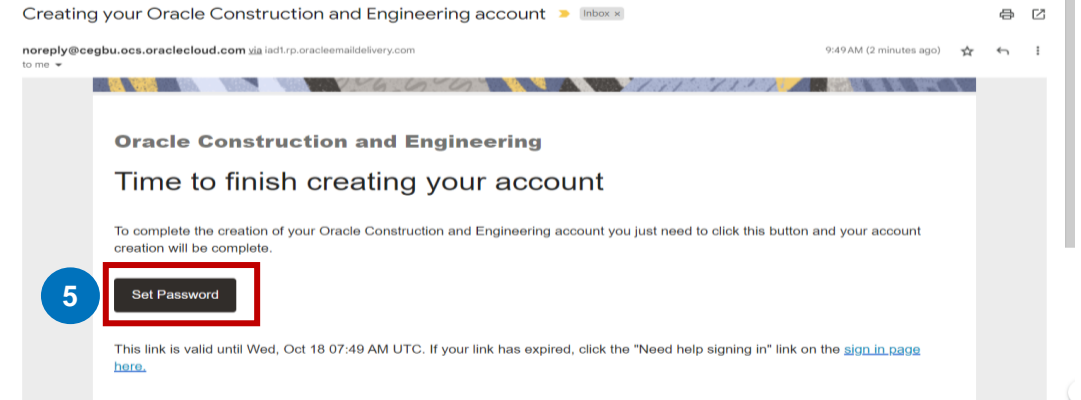 Creating your Oracle Construction and Engineering account Inbox ×
noreply@cegbu.ocs.oraclecloud.com via iad1.rp.oracleemaildelivery.com 9:49 AM (2 minutes ago)
to me
Oracle Construction and Engineering
Time to finish creating your account
To complete the creation of your Oracle Construction and Engineering account you just need to click this button and your account
creation will be complete.
5 Set Password
This link is valid until Wed, Oct 18 07:49 AM UTC. If your link has expired, click the "Need help signing in" link on the sign in page
here.